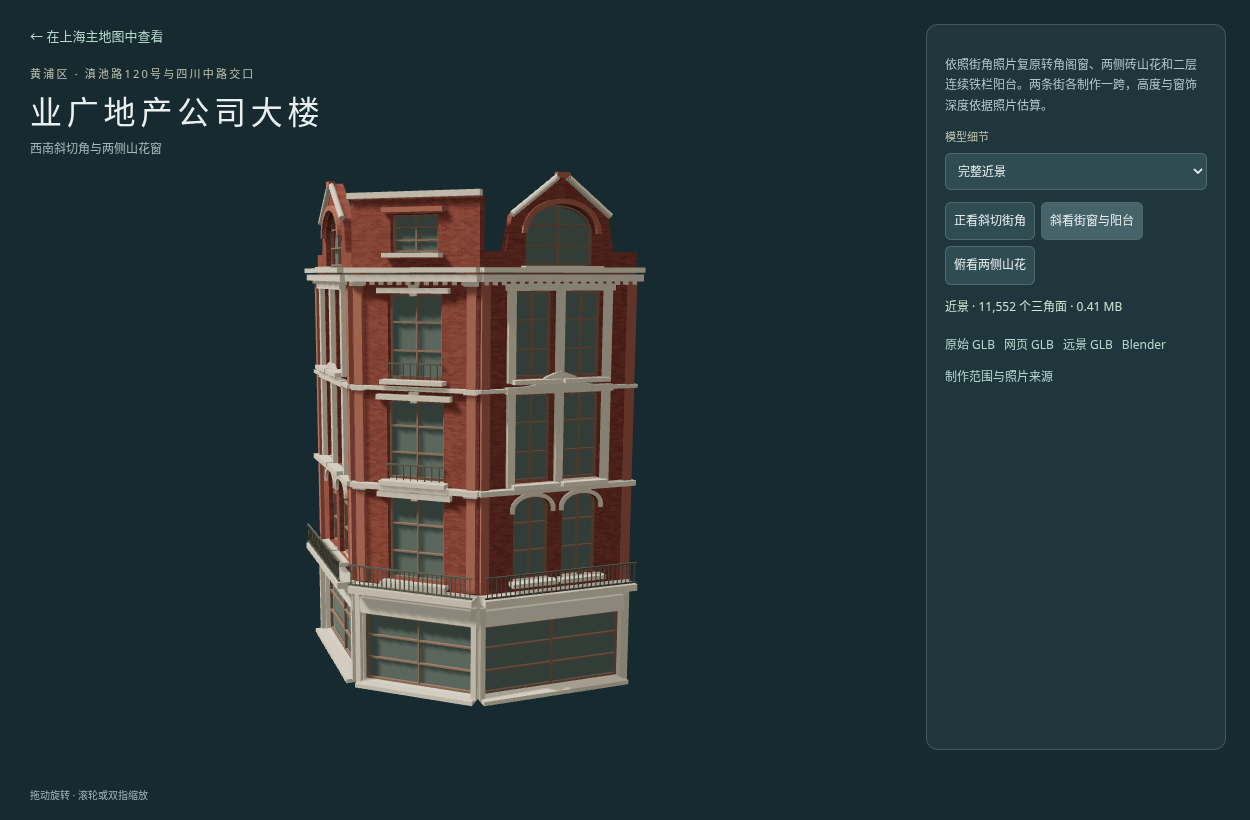 ← 在上海主地图中查看
黄浦区 · 滇池路120号与四川中路交口
业广地产公司大楼
西南斜切角与两侧山花窗
依照街角照片复原转角阁窗、两侧砖山花和二层
连续铁栏阳台。两条街各制作一跨，高度与窗饰
深度依据照片估算。
模型细节
完整近景
正看斜切街角 斜看街窗与阳台
俯看两侧山花
近景 · 11,552 个三角面 · 0.41 MB
原始 GLB 网页 GLB 远景 GLB Blender
制作范围与照片来源
拖动旋转 · 滚轮或双指缩放